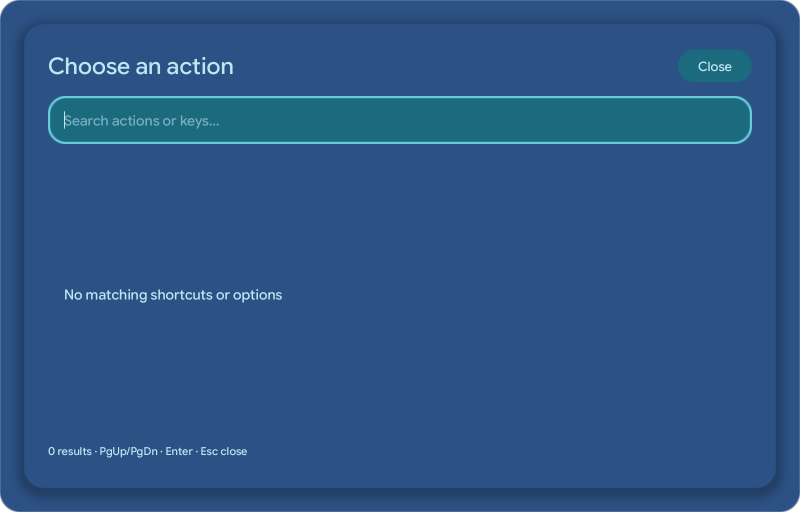 Choose an action
Close
Search actions or keys...
No matching shortcuts or options
0 results · PgUp/PgDn · Enter · Esc close